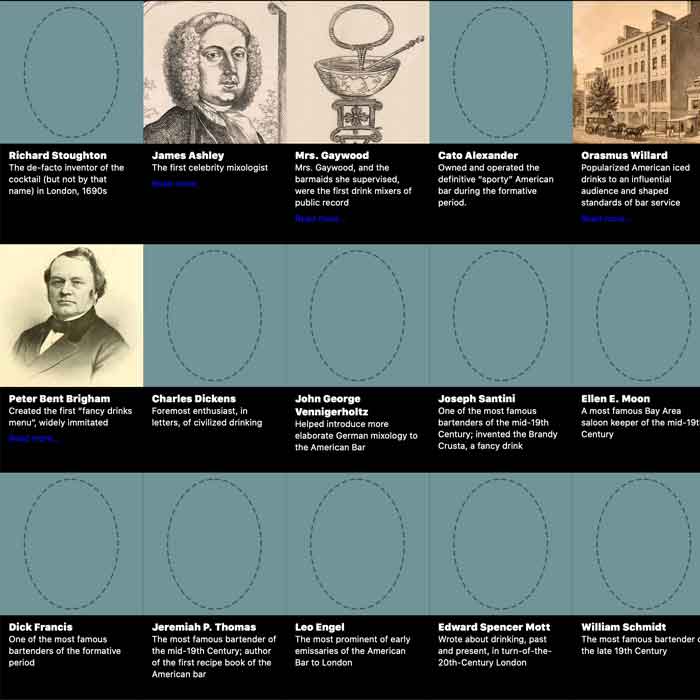 Richard Stoughton
The de-facto inventor of the
cocktail (but not by that
name) in London, 1690s
James Ashley
The first celebrity mixologist
Read more...
Mrs. Gaywood
Mrs. Gaywood, and the
barmaids she supervised,
were the first drink mixers of
public record
Read more...
Cato Alexander
Owned and operated the
definitive “sporty” American
bar during the formative
period.
Orasmus Willard
Popularized American iced
drinks to an influential
audience and shaped
standards of bar service
Read more...
Peter Bent Brigham
Created the first “fancy drinks
menu”, widely immitated
Read more...
Charles Dickens
Foremost enthusiast, in
letters, of civilized drinking
John George
Vennigerholtz
Helped introduce more
elaborate German mixology to
the American Bar
Joseph Santini
One of the most famous
bartenders of the mid-19th
Century; invented the Brandy
Crusta, a fancy drink
Ellen E. Moon
A most famous Bay Area
saloon keeper of the mid-19t
Century
Dick Francis
One of the most famous
bartenders of the formative
period
Jeremiah P. Thomas
The most famous bartender of
the mid-19th Century; author
of the first recipe book of the
American bar
Leo Engel
The most prominent of early
emissaries of the American
Bar to London
Edward Spencer Mott
Wrote about drinking, past
and present, in turn-of-the-
20th-Century London
William Schmidt
The most famous bartender
the late 19th Century